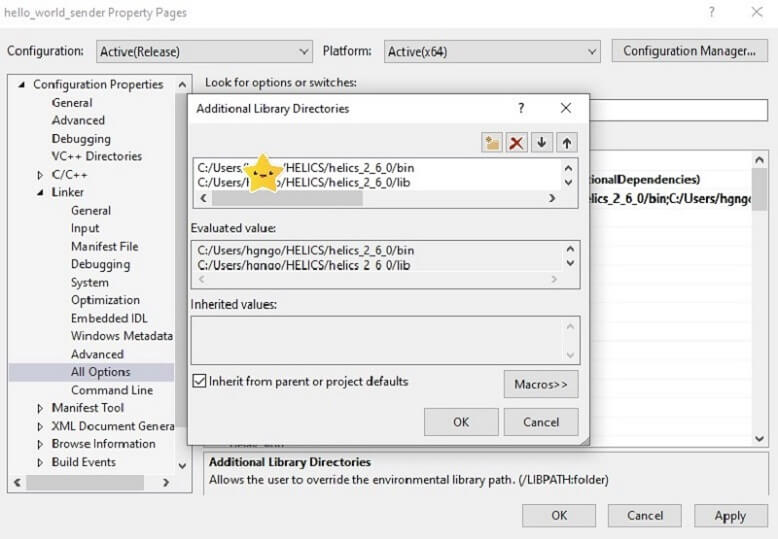 hello_world_sender Property Pages
Configuration: Active(Release) Platform: Active(x64) Configuration Manager...
Configuration Properties
General
Advanced
Debugging
VC++ Directories
C/C++
Linker
General
Input
Manifest File
Debugging
System
Optimization
Embedded IDL
Windows Metadata
Advanced
All Options
Command Line
Manifest Tool
XML Document Genera
Browse Information
Build Events
Look for options or switches:
Additional Library Directories
C:/Users/ /HELICS/helics_2_6_0/bin
C:/Users/ /HELICS/helics_2_6_0/lib
Evaluated value:
C:/Users/hgngo/HELICS/helics_2_6_0/bin
C:/Users/hgngo/HELICS/helics_2_6_0/lib
Inherited values:
Inherit from parent or project defaults
Macros>>
OK Cancel
ionalDependencies)
elics_2_6_0/bin;C:/Users/hgngo
Additional Library Directories
Allows the user to override the environmental library path. (/LIBPATH:folder)
OK Cancel Apply